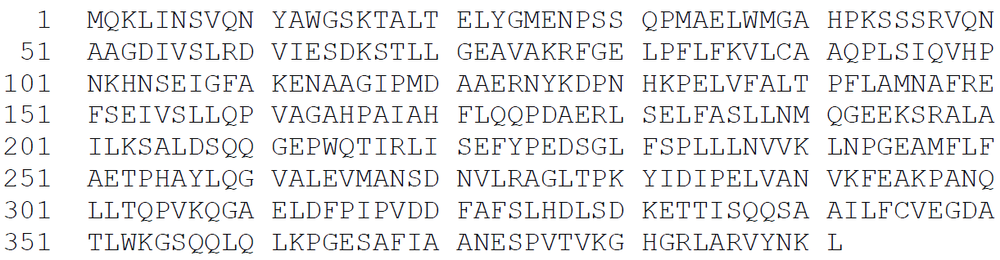 1 MQKLINSVQN YAWGSKTALT ELYGMENPSS QPMAELWMGA HPKSSSRVQN
51 AAGDIVSLRD VIESDKSTLL GEAVAKRFGE LPFLFKVLCA AQPLSIQVHP
101 NKHNSEIGFA KENAAGIPMD AAERNYKDPN HKPELVFALT PFLAMNAFRE
151 FSEIVSLLQP VAGAHPAIAH FLQQPDAERL SELFASLLNM QGEEKSRALA
201 ILKSALDSQQ GEPWQTIRLI SEFYPEDSGL FSPLLLNVVK LNPGEAMFLF
251 AETPHAYLQG VALEVMANSD NVLRAGLTPK YIDIPELVAN VKFEAKPANQ
301 LLTQPVKQGA ELDFPIPVDD FAFSLHDLSD KETTISQQSA AILFCVEGDA
351 TLWKGSQQLQ LKPGESAFIA ANESPVTVKG HGRLARVYNK L